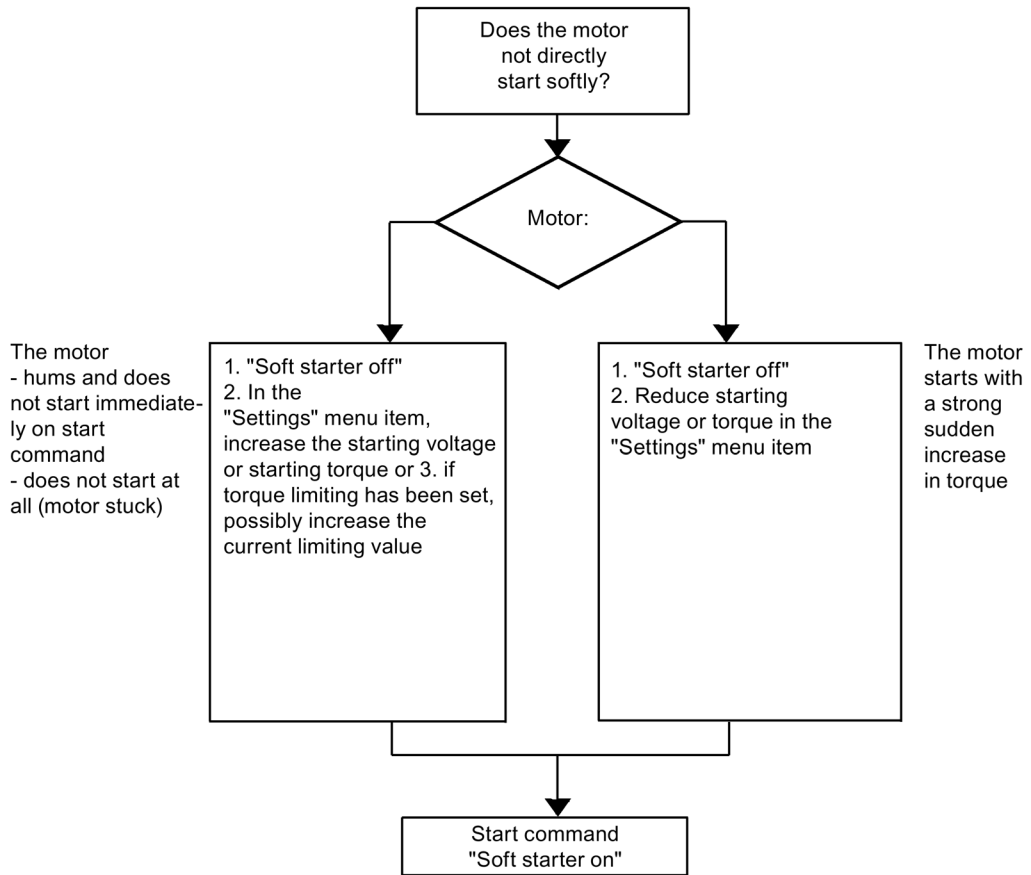 Does the motor
not directly
start softly?
Motor:
The motor
- hums and does
not start immediate-
ly on start
command
- does not start at
all (motor stuck)
1. "Soft starter off"
2. In the
"Settings" menu item,
increase the starting voltage
or starting torque or 3. if
torque limiting has been set,
possibly increase the
current limiting value
1. "Soft starter off"
2. Reduce starting
voltage or torque in the
"Settings" menu item
The motor
starts with
a strong
sudden
increase
in torque
Start command
"Soft starter on"